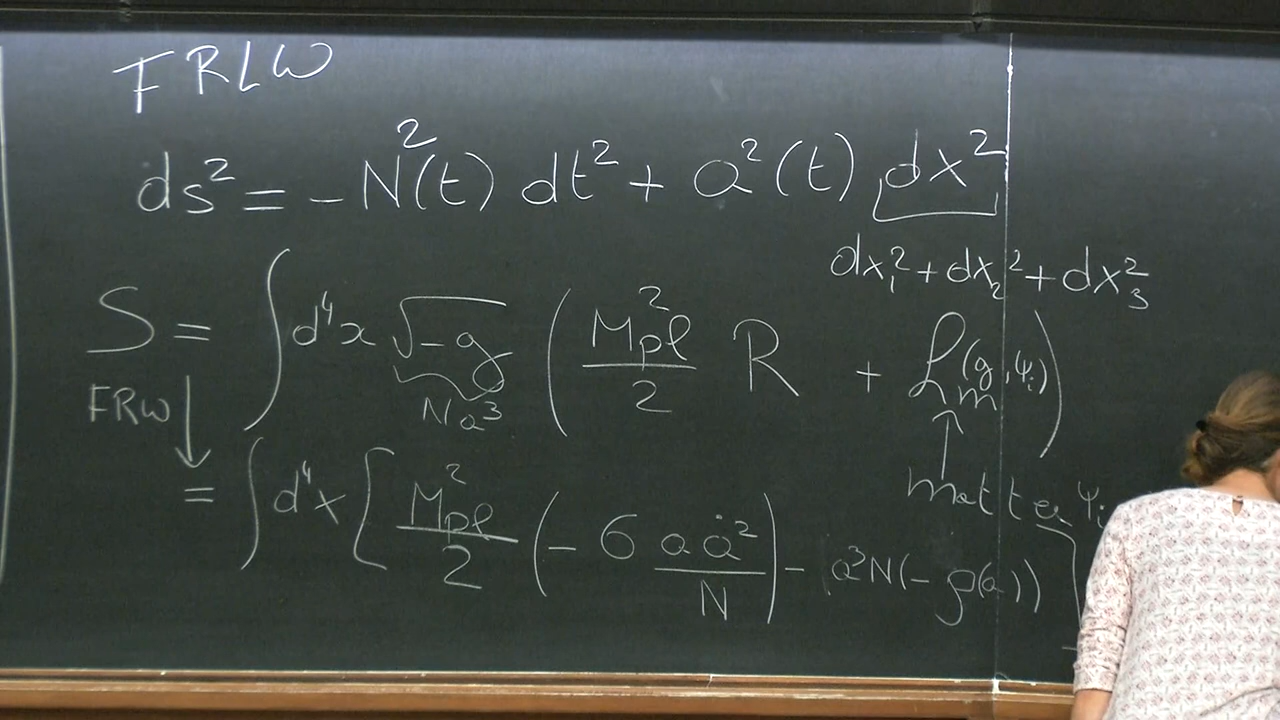 FRLW
ds² = -N²(t) dt² + a²(t) dx²
dx₁² + dx₂² + dx₃²
S = ∫ d⁴x √-g ( M²pl/2 R + ℒm(g, ψi) )
FRW ↓ Na³ ↑
matter ψi
= ∫ d⁴x [ M²pl/2 ( - 6 aȧ²/N ) - a³N(-ρ(a))